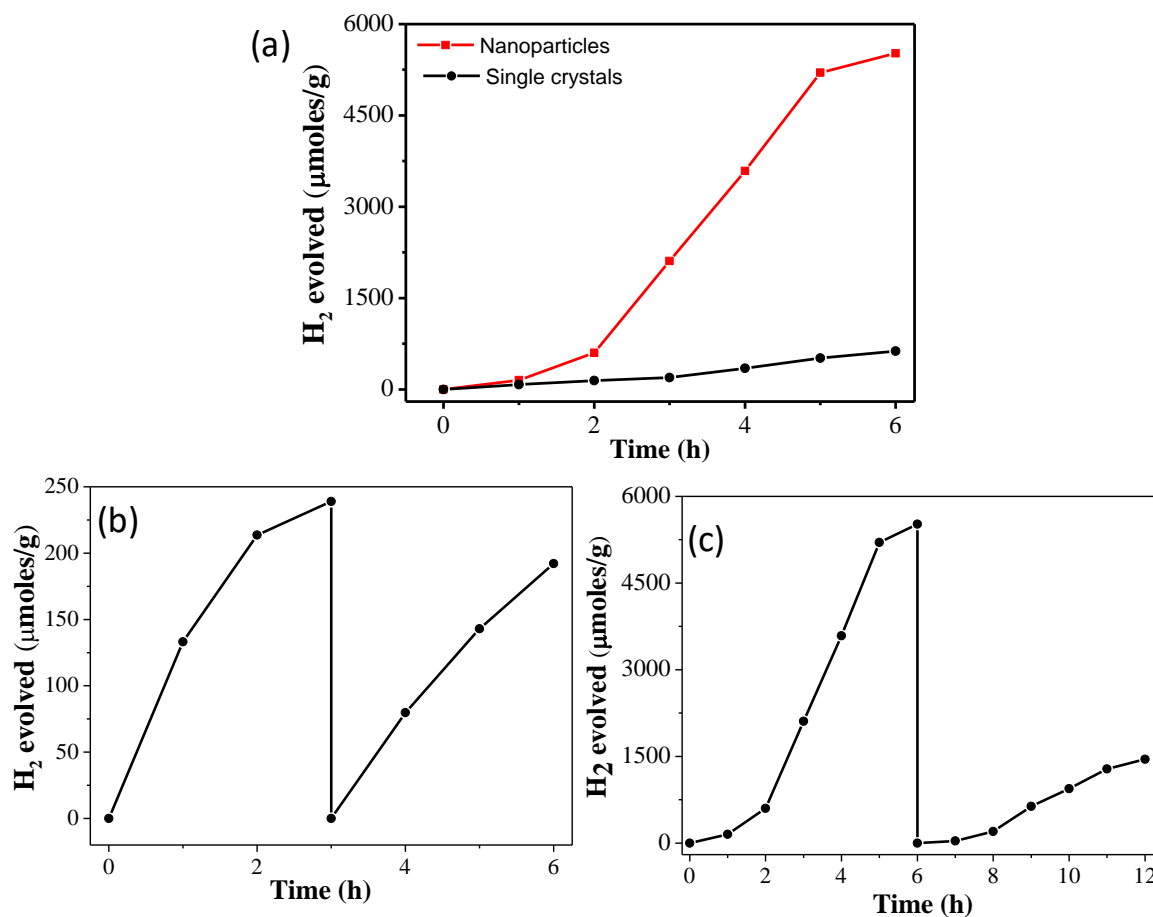 (a)
Nanoparticles
Single crystals
H₂ evolved (μmoles/g)
6000
4500
3000
1500
0
0 2 4 6
Time (h)
(b)
H₂ evolved (μmoles/g)
250
200
150
100
50
0
0 2 4 6
Time (h)
(c)
H2 evolved (μmoles/g)
6000
4500
3000
1500
0
0 2 4 6 8 10 12
Time (h)